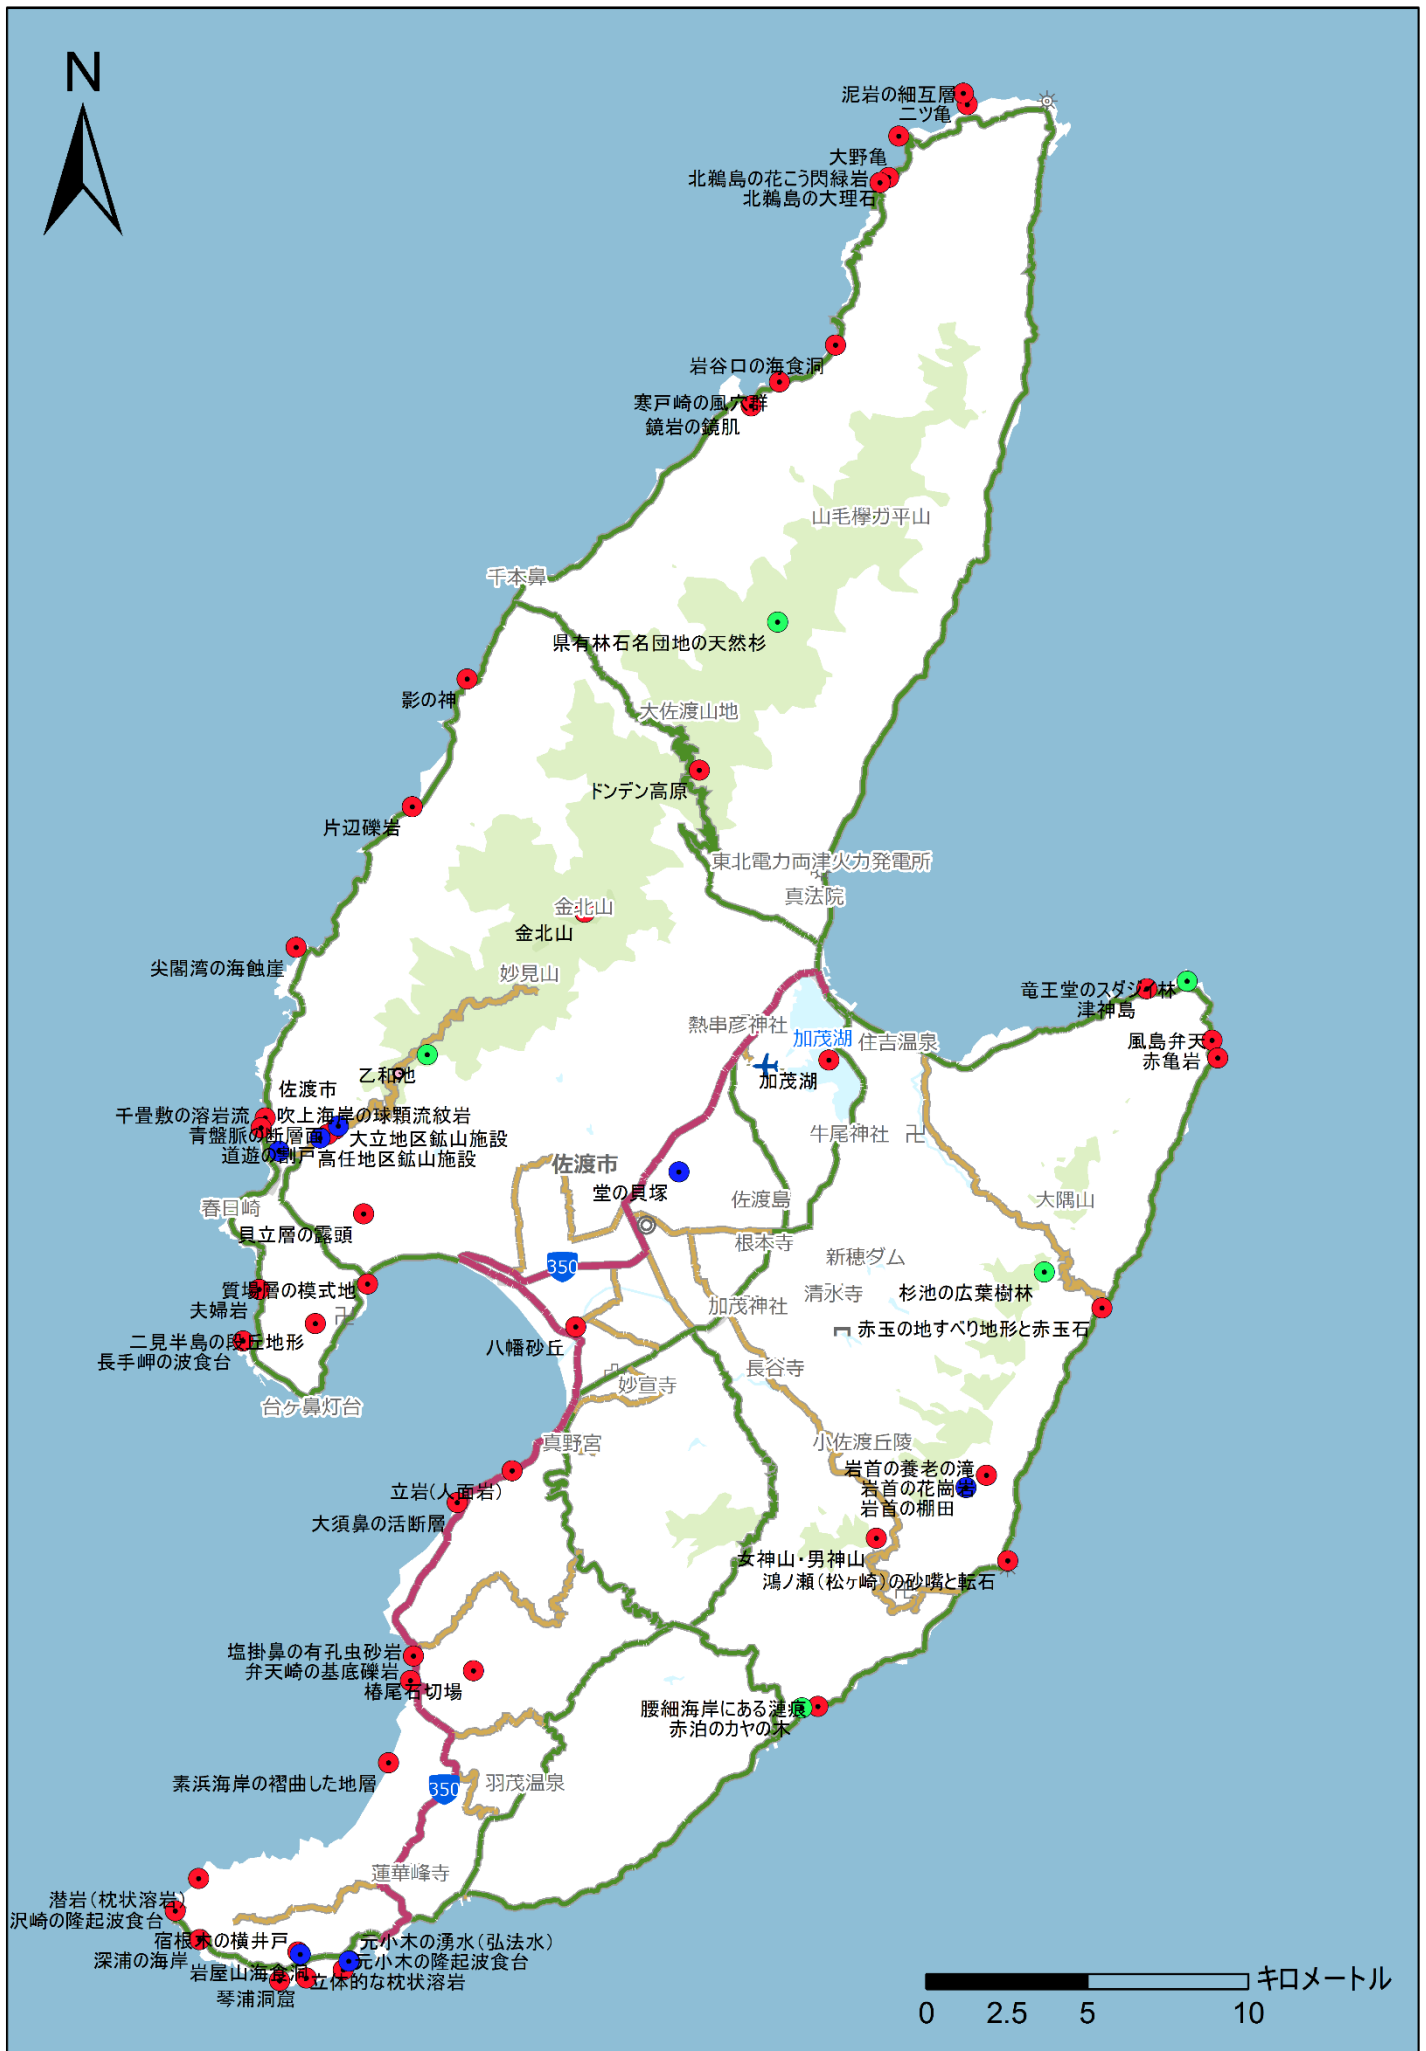 N
泥岩の細互層
二ツ亀
大野亀
北鵜島の花こう閃緑岩
北鵜島の大理石
岩谷口の海食洞
寒戸崎の風穴群
鏡岩の鏡肌
山毛欅ガ平山
千本鼻
県有林石名団地の天然杉
影の神
大佐渡山地
ドンデン高原
片辺礫岩
東北電力両津火力発電所
真法院
金北山
金北山
尖閣湾の海蝕崖
妙見山
竜王堂のスダジイ林
津神島
熱串彦神社
加茂湖
住吉温泉
風島弁天
赤亀岩
乙和池
加茂湖
佐渡市
千畳敷の溶岩流
吹上海岸の球顆流紋岩
青盤脈の断層面
大立地区鉱山施設
道遊の割戸
高任地区鉱山施設
牛尾神社
佐渡市
堂の貝塚
佐渡島
大隅山
春日崎
貝立層の露頭
根本寺
新穂ダム
350
質場層の模式地
夫婦岩
加茂神社
清水寺
杉池の広葉樹林
赤玉の地すべり地形と赤玉石
二見半島の段丘地形
長手岬の波食台
八幡砂丘
長谷寺
妙宣寺
台ヶ鼻灯台
真野宮
小佐渡丘陵
岩首の養老の滝
岩首の花崗岩
岩首の棚田
立岩(人面岩)
大須鼻の活断層
女神山・男神山
鴻ノ瀬(松ヶ崎)の砂嘴と転石
塩掛鼻の有孔虫砂岩
弁天崎の基底礫岩
椿尾石切場
腰細海岸にある漣痕
赤泊のカヤの木
素浜海岸の褶曲した地層
350
羽茂温泉
蓮華峰寺
潜岩(枕状溶岩)
沢崎の隆起波食台
宿根木の横井戸
元小木の湧水(弘法水)
深浦の海岸
元小木の隆起波食台
岩屋山海食洞
立体的な枕状溶岩
琴浦洞窟
キロメートル
0 2.5 5 10